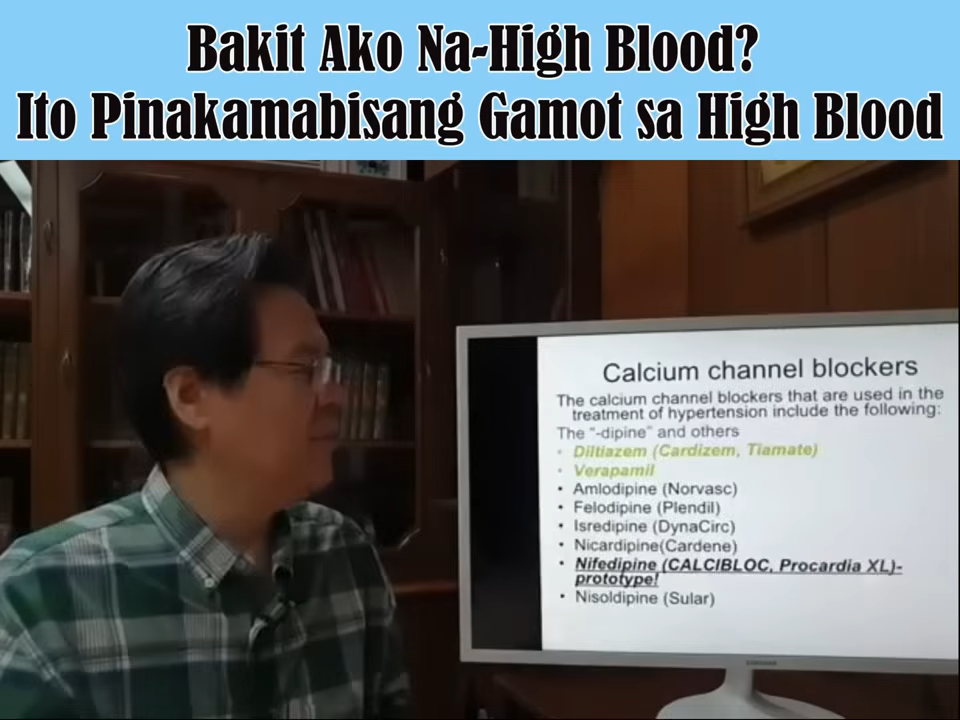 Bakit Ako Na-High Blood?
Ito Pinakamabisang Gamot sa High Blood
Calcium channel blockers
The calcium channel blockers that are used in the
treatment of hypertension include the following:
The "-dipine" and others
• Diltiazem (Cardizem, Tiamate)
• Verapamil
• Amlodipine (Norvasc)
• Felodipine (Plendil)
• Isredipine (DynaCirc)
• Nicardipine(Cardene)
• Nifedipine (CALCIBLOC, Procardia XL)-
prototype!
• Nisoldipine (Sular)
SAMSUNG